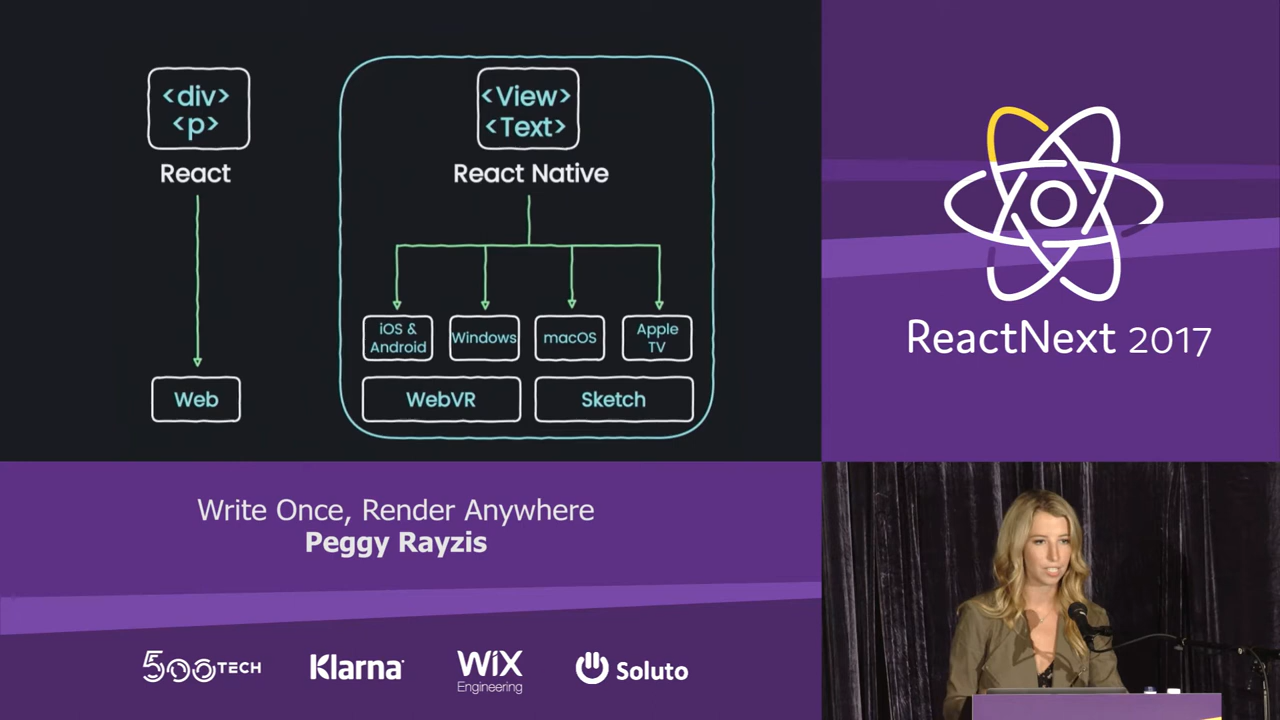 <div>
<p>
React
Web
<View>
<Text>
React Native
iOS &
Android
Windows
macOS
Apple
TV
WebVR
Sketch
ReactNext 2017
Write Once, Render Anywhere
Peggy Rayzis
500TECH
Klarna
WiX
Engineering
Soluto